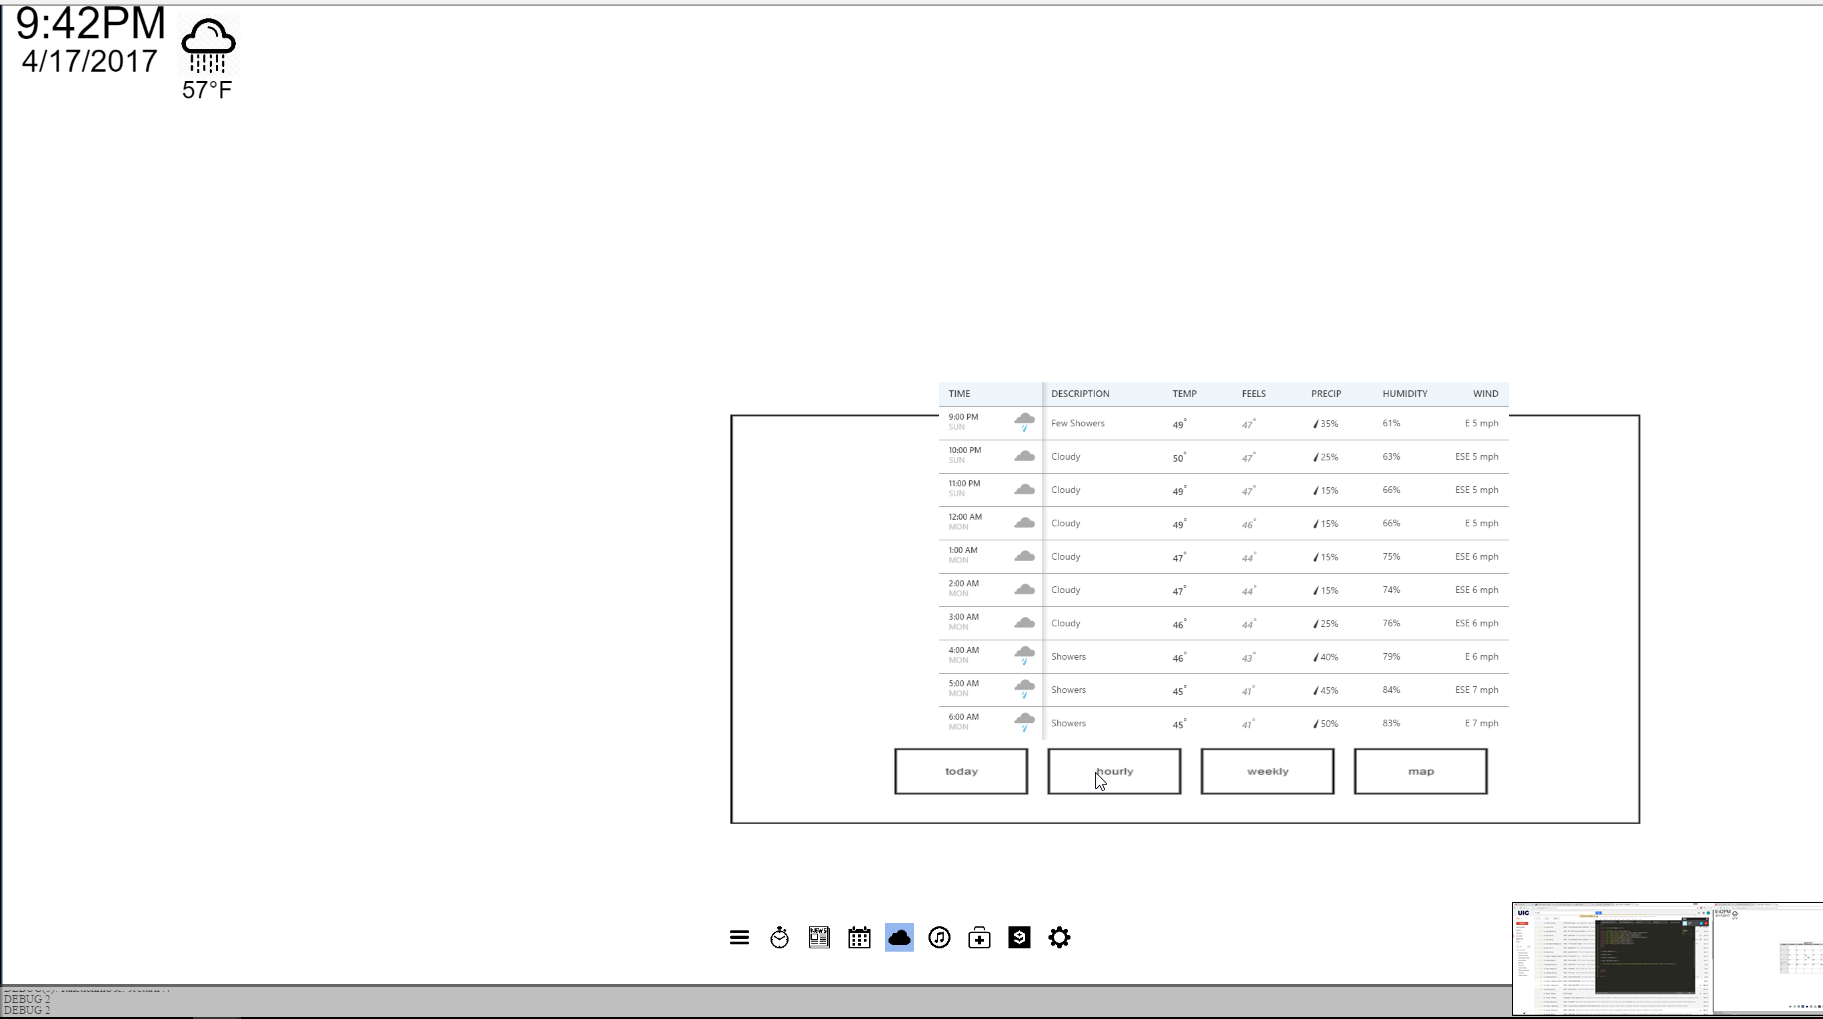 9:42PM
4/17/2017
57°F
TIME DESCRIPTION TEMP FEELS PRECIP HUMIDITY WIND
9:00 PM SUN Few Showers 49° 47° 35% 61% E 5 mph
10:00 PM SUN Cloudy 50° 47° 25% 63% ESE 5 mph
11:00 PM SUN Cloudy 49° 47° 15% 66% ESE 5 mph
12:00 AM MON Cloudy 49° 46° 15% 66% E 5 mph
1:00 AM MON Cloudy 47° 44° 15% 75% ESE 6 mph
2:00 AM MON Cloudy 47° 44° 15% 74% ESE 6 mph
3:00 AM MON Cloudy 46° 44° 25% 76% ESE 6 mph
4:00 AM MON Showers 46° 43° 40% 79% E 6 mph
5:00 AM MON Showers 45° 41° 45% 84% ESE 7 mph
6:00 AM MON Showers 45° 41° 50% 83% E 7 mph
today hourly weekly map
NEWS
UIC
9:42PM
DEBUG 2
DEBUG 2